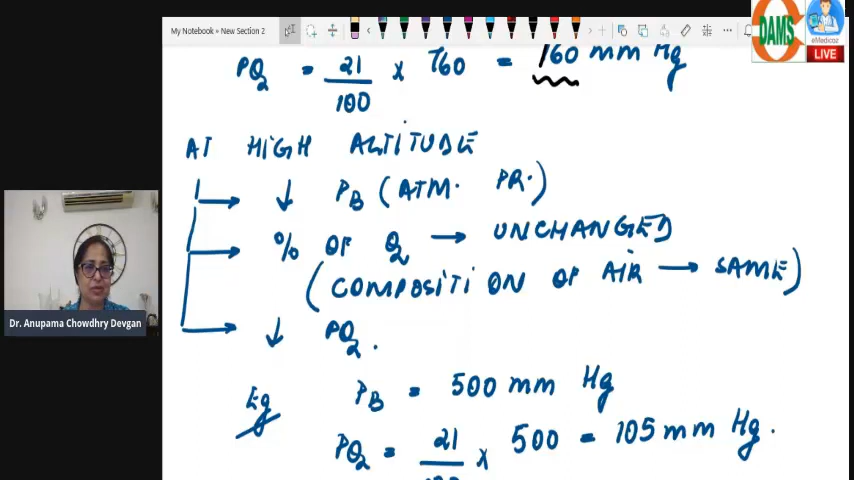 My Notebook » New Section 2
DAMS
eMedicoz
LIVE
PO2 = 21/100 x 760 = 160 mm Hg
AT HIGH ALTITUDE
↓ PB (ATM. PR.)
% OF O2 → UNCHANGED
(COMPOSITION OF AIR → SAME)
↓ PO2.
Eg PB = 500 mm Hg
PO2 = 21/100 x 500 = 105 mm Hg.
Dr. Anupama Chowdhry Devgan